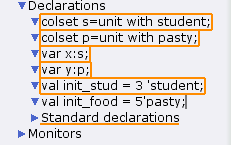 Declarations
colset s=unit with student;
colset p=unit with pasty;
var x:s;
var y:p;
val init_stud = 3 'student;
val init_food = 5'pasty;
Standard declarations
Monitors